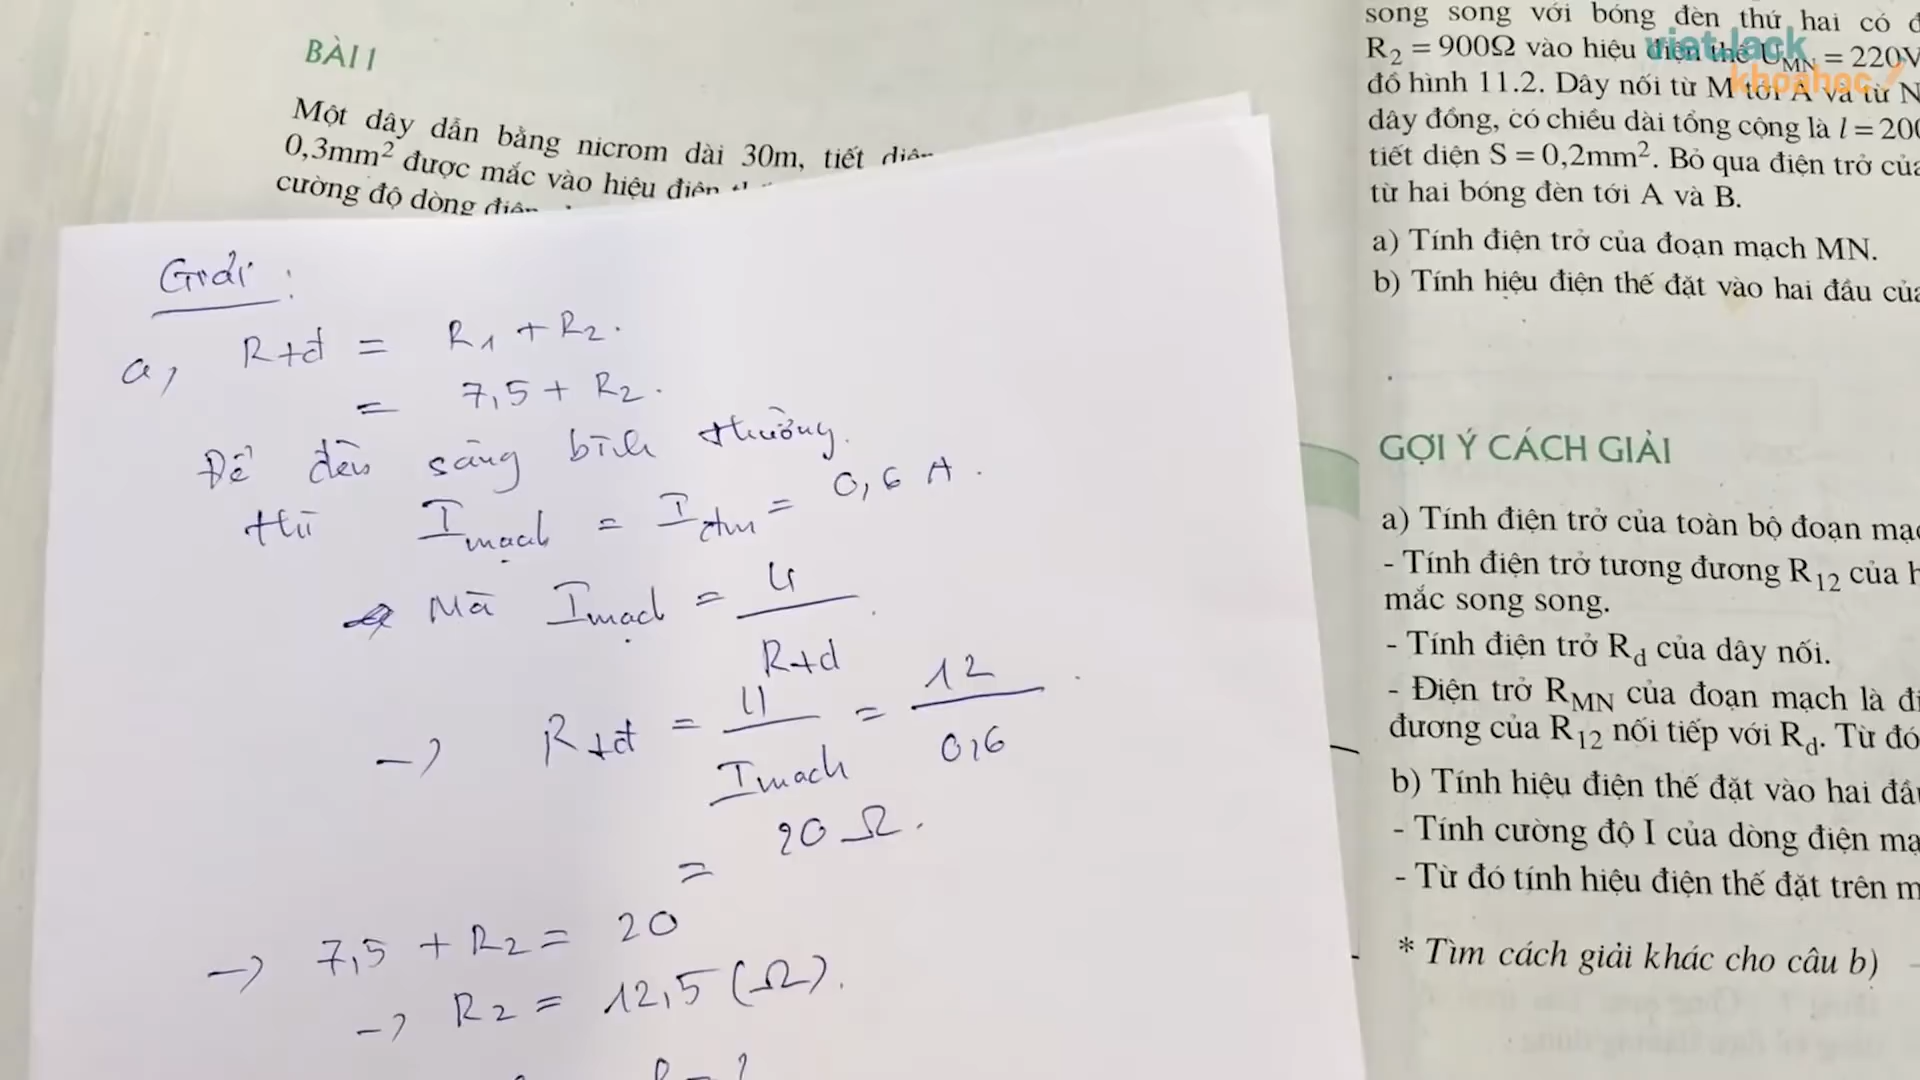 BÀI 1
Một dây dẫn bằng nicrom dài 30m, tiết diện
0,3mm² được mắc vào hiệu điện
cường độ dòng điện
Giải :
a, Rtđ = R1 + R2.
= 7,5 + R2.
Để đèn sáng bình thường.
thì Imạch = Iđm = 0,6 A.
Mà Imạch = U / Rtđ.
→ Rtđ = U / Imạch = 12 / 0,6.
= 20 Ω.
→ 7,5 + R2 = 20
→ R2 = 12,5 (Ω).
song song với bóng đèn thứ hai có
R2 = 900Ω vào hiệu điện thế UMN = 220V
đồ hình 11.2. Dây nối từ M tới A và từ N
dây đồng, có chiều dài tổng cộng là l = 200
tiết diện S = 0,2mm². Bỏ qua điện trở của
từ hai bóng đèn tới A và B.
a) Tính điện trở của đoạn mạch MN.
b) Tính hiệu điện thế đặt vào hai đầu của
GỢI Ý CÁCH GIẢI
a) Tính điện trở của toàn bộ đoạn mạc
- Tính điện trở tương đương R12 của h
mắc song song.
- Tính điện trở Rd của dây nối.
- Điện trở RMN của đoạn mạch là đi
đương của R12 nối tiếp với Rd. Từ đó
b) Tính hiệu điện thế đặt vào hai đầu
- Tính cường độ I của dòng điện mạ
- Từ đó tính hiệu điện thế đặt trên m
* Tìm cách giải khác cho câu b)
vietjack
khoahoc